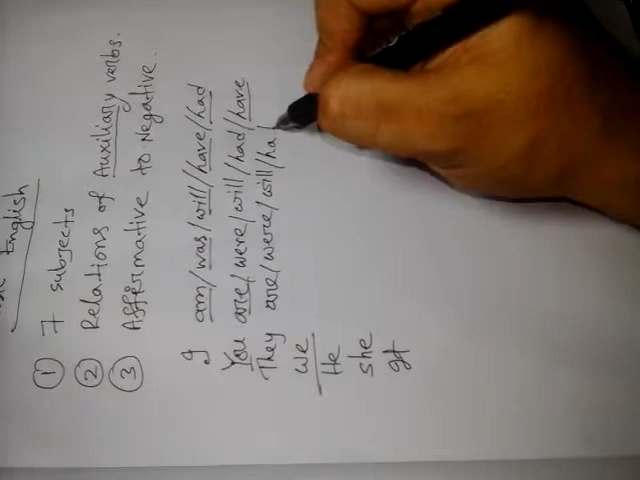 English
① 7 subjects
② Relations of Auxiliary verbs.
③ Affirmative to Negative.
I am/was/will/have/had
You are/were/will/had/have
They are/were/will/ha
We
He
she
It